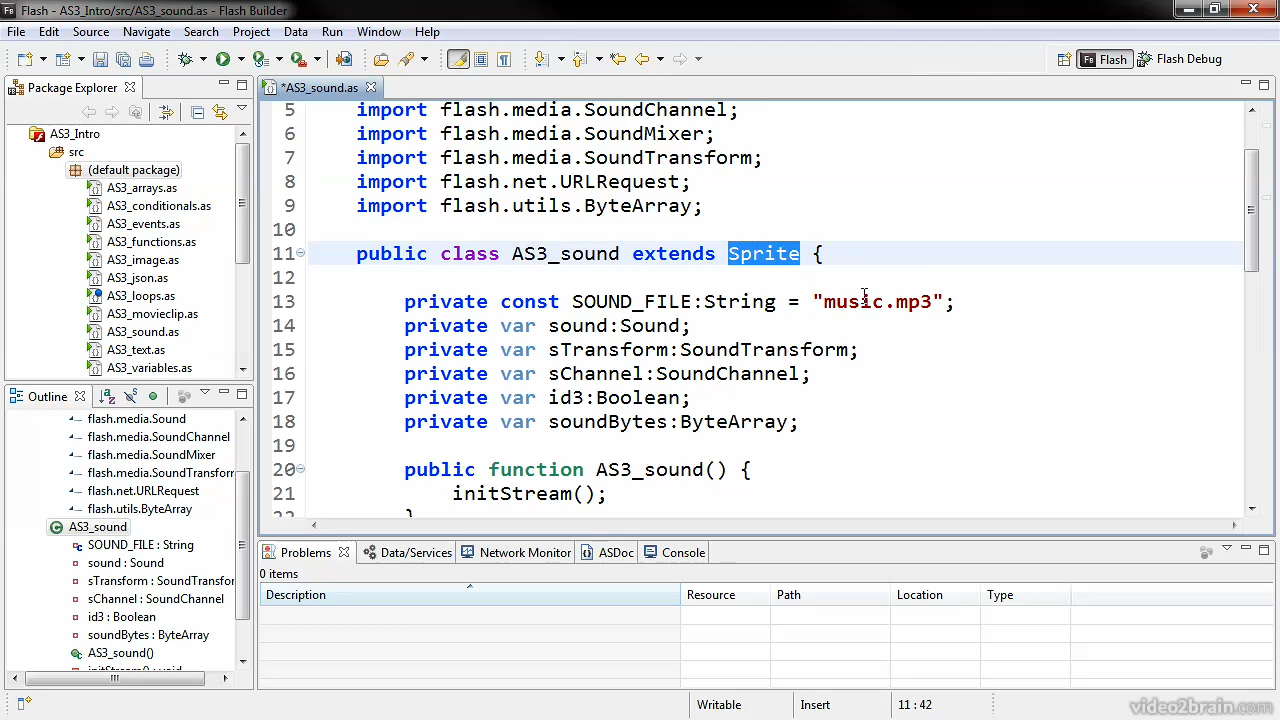 Flash - AS3_Intro/src/AS3_sound.as - Flash Builder
File Edit Source Navigate Search Project Data Run Window Help
Flash Flash Debug
Package Explorer
AS3_Intro
src
(default package)
AS3_arrays.as
AS3_conditionals.as
AS3_events.as
AS3_functions.as
AS3_image.as
AS3_json.as
AS3_loops.as
AS3_movieclip.as
AS3_sound.as
AS3_text.as
AS3_variables.as
Outline
flash.media.Sound
flash.media.SoundChannel
flash.media.SoundMixer
flash.media.SoundTransform
flash.net.URLRequest
flash.utils.ByteArray
AS3_sound
SOUND_FILE : String
sound : Sound
sTransform : SoundTransfor
sChannel : SoundChannel
id3 : Boolean
soundBytes : ByteArray
AS3_sound()
initStream() : void
*AS3_sound.as
5 import flash.media.SoundChannel;
6 import flash.media.SoundMixer;
7 import flash.media.SoundTransform;
8 import flash.net.URLRequest;
9 import flash.utils.ByteArray;
10
11 public class AS3_sound extends Sprite {
12
13 private const SOUND_FILE:String = "music.mp3";
14 private var sound:Sound;
15 private var sTransform:SoundTransform;
16 private var sChannel:SoundChannel;
17 private var id3:Boolean;
18 private var soundBytes:ByteArray;
19
20 public function AS3_sound() {
21 initStream();
22 }
Problems Data/Services Network Monitor ASDoc Console
0 items
Description Resource Path Location Type
Writable Insert 11 : 42
video2brain.com